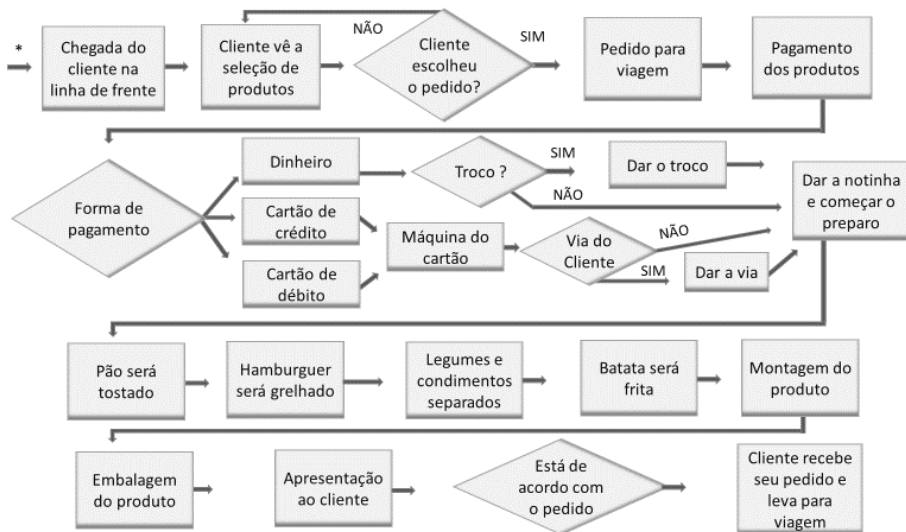 *
Chegada do
cliente na
linha de frente
Cliente vê a
seleção de
produtos
NÃO
Cliente
escolheu
o pedido?
SIM
Pedido para
viagem
Pagamento
dos produtos
Forma de
pagamento
Dinheiro
Troco ?
SIM
Dar o troco
NÃO
Dar a notinha
e começar o
preparo
Cartão de
crédito
Cartão de
débito
Máquina do
cartão
Via do
Cliente
NÃO
SIM
Dar a via
Pão será
tostado
Hamburguer
será grelhado
Legumes e
condimentos
separados
Batata será
frita
Montagem do
produto
Embalagem
do produto
Apresentação
ao cliente
Está de
acordo com
o pedido
Cliente recebe
seu pedido e
leva para
viagem